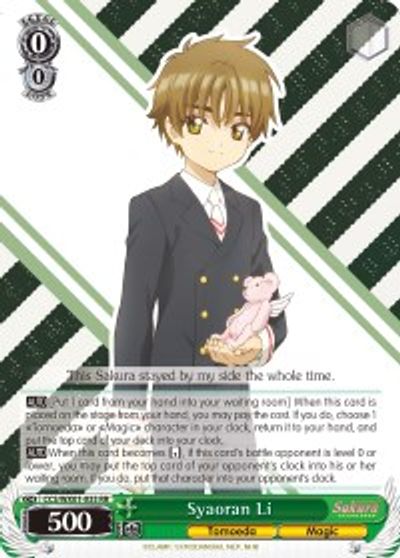 LEVEL
0
0
This Sakura stayed by my side the whole time.
AUTO [Put 1 card from your hand into your waiting room] When this card is
placed on the stage from your hand, you may pay the cost. If you do, choose 1
«Tomoeda» or «Magic» character in your clock, return it to your hand, and
put the top card of your deck into your clock.
AUTO When this card becomes, if this card's battle opponent is level 0 or
lower, you may put the top card of your opponent's clock into his or her
waiting room. If you do, put that character into your opponent's clock.
500
Syaoran Li
Sakura
Tomoeda
Magic